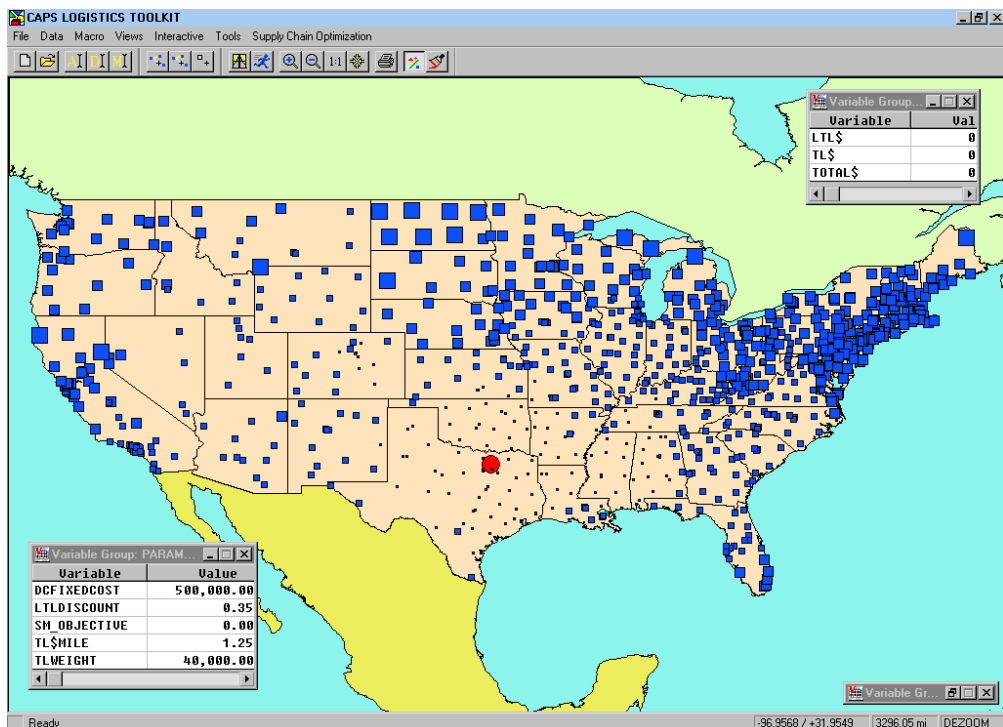 CAPS LOGISTICS TOOLKIT
File Data Macro Views Interactive Tools Supply Chain Optimization
1:1
Variable Group...
Variable Val
LTL$ 0
TL$ 0
TOTAL$ 0
Variable Group: PARAM...
Variable Value
DCFIXEDCOST 500,000.00
LTLDISCOUNT 0.35
SM_OBJECTIVE 0.00
TL$MILE 1.25
TLWEIGHT 40,000.00
Variable Gr...
Ready -96.9568 / +31.9549 3296.05 mi DEZOOM